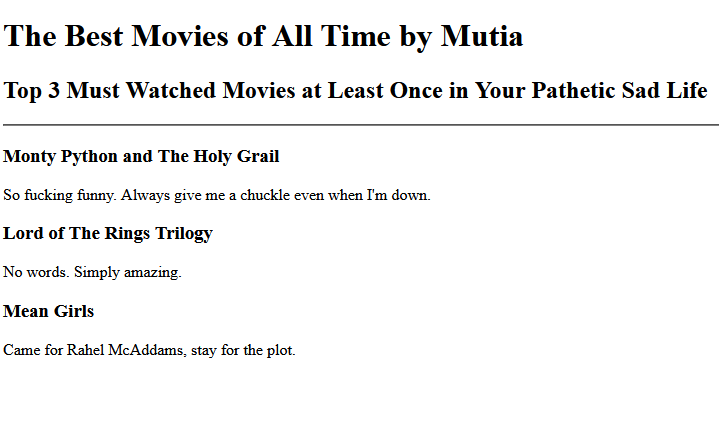 The Best Movies of All Time by Mutia
Top 3 Must Watched Movies at Least Once in Your Pathetic Sad Life
Monty Python and The Holy Grail
So fucking funny. Always give me a chuckle even when I'm down.
Lord of The Rings Trilogy
No words. Simply amazing.
Mean Girls
Came for Rahel McAddams, stay for the plot.